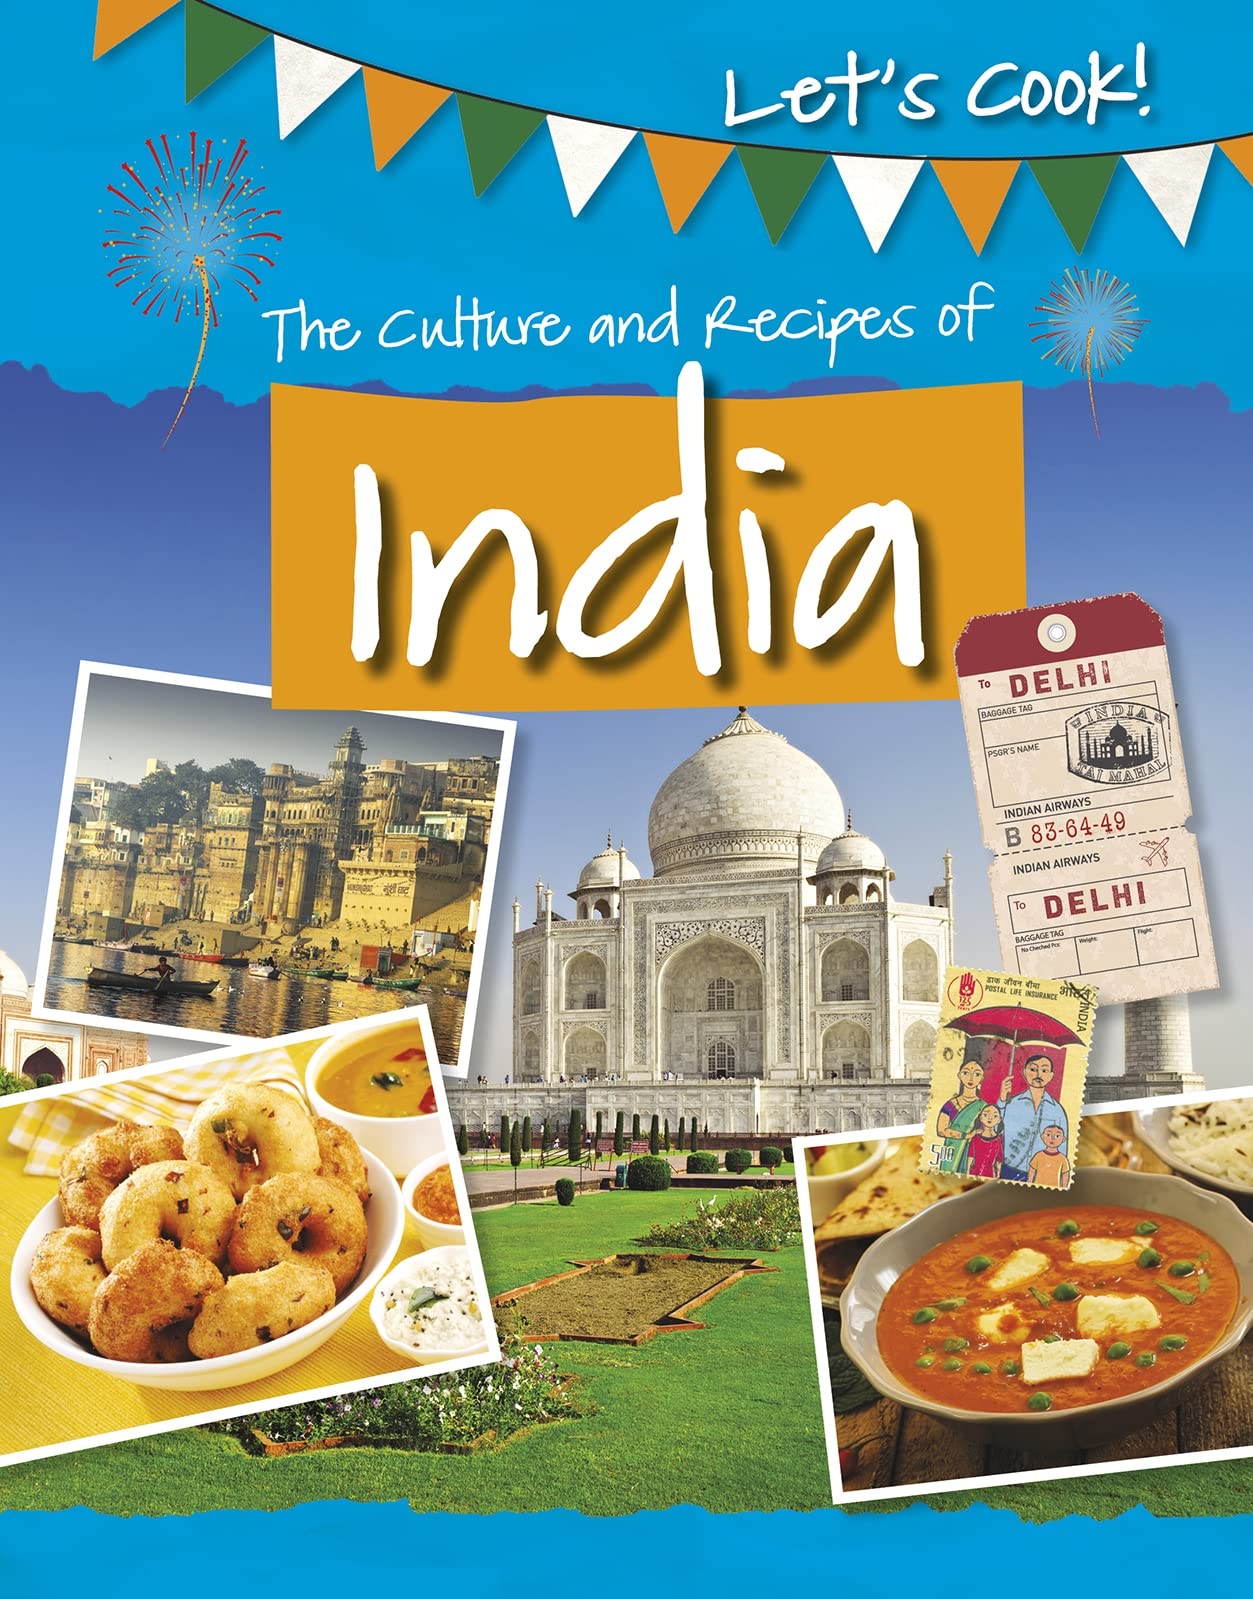 Let's Cook!
The Culture and Recipes of
India
To DELHI
BAGGAGE TAG
PSGR'S NAME
INDIA
TAJ MAHAL
INDIAN AIRWAYS
B 83-64-49
INDIAN AIRWAYS
To DELHI
BAGGAGE TAG
No Checked Pcs:
Weight:
Flight:
डाक जीवन बीमा
POSTAL LIFE INSURANCE
125
INDIA